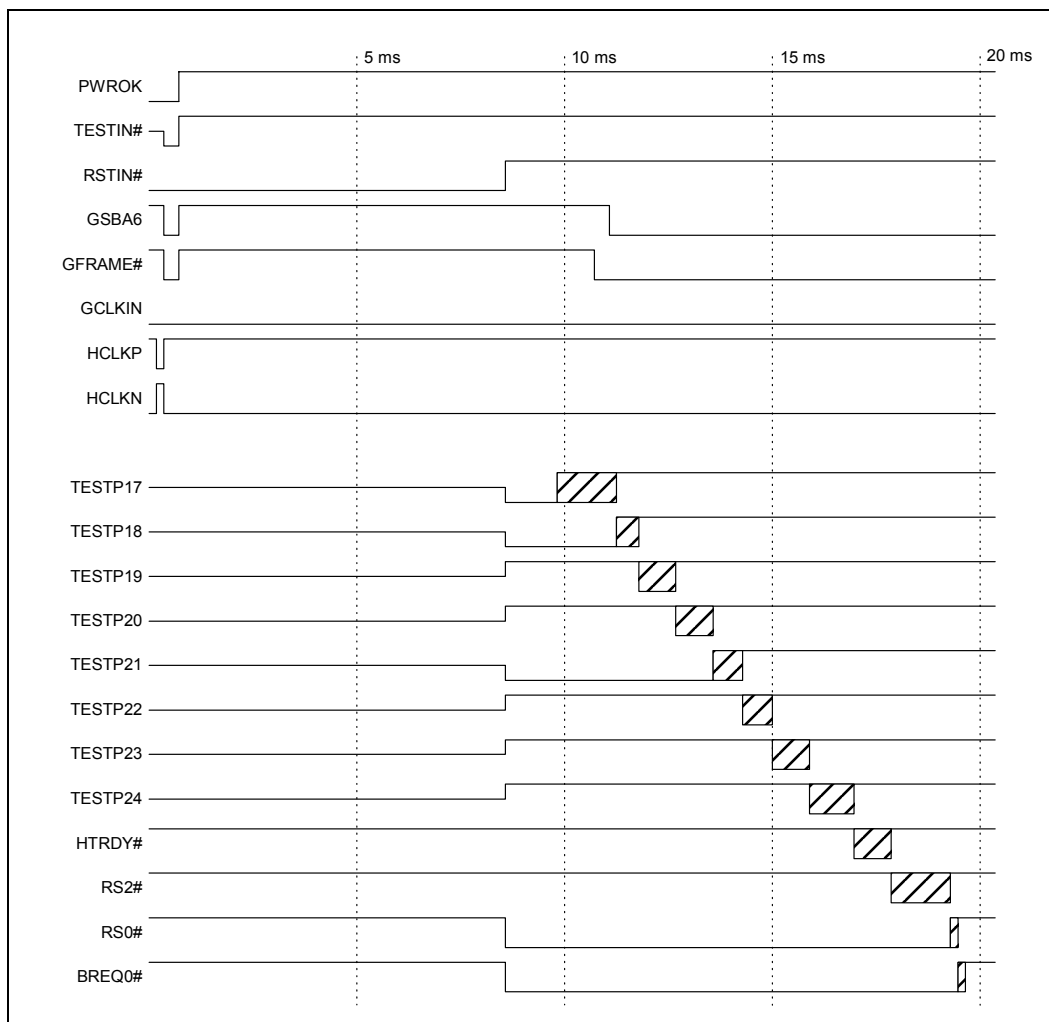 5 ms
10 ms
15 ms
20 ms
PWROK
TESTIN#
RSTIN#
GSBA6
GFRAME#
GCLKIN
HCLKP
HCLKN
TESTP17
TESTP18
TESTP19
TESTP20
TESTP21
TESTP22
TESTP23
TESTP24
HTRDY#
RS2#
RS0#
BREQ0#